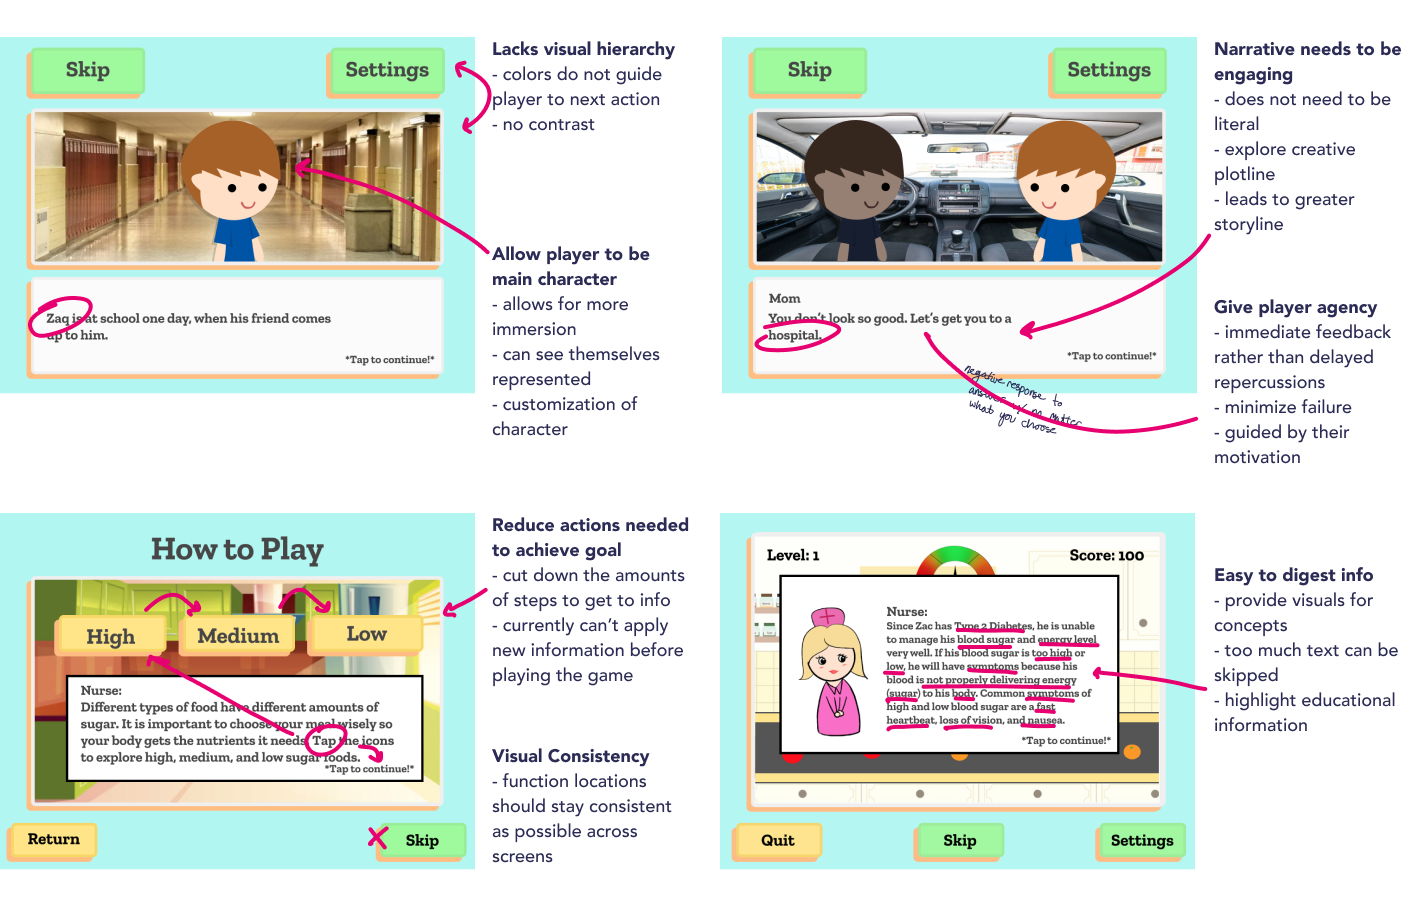 Skip
Settings
Zaq is at school one day, when his friend comes
up to him.
*Tap to continue!*
Lacks visual hierarchy
- colors do not guide
player to next action
- no contrast
Allow player to be
main character
- allows for more
immersion
- can see themselves
represented
- customization of
character
Skip
Settings
Mom
You don't look so good. Let's get you to a
hospital.
*Tap to continue!*
negative response to
answer w/ no matter
what you choose
Narrative needs to be
engaging
- does not need to be
literal
- explore creative
plotline
- leads to greater
storyline
Give player agency
- immediate feedback
rather than delayed
repercussions
- minimize failure
- guided by their
motivation
How to Play
High
Medium
Low
Nurse:
Different types of food have different amounts of
sugar. It is important to choose your meal wisely so
your body gets the nutrients it needs. Tap the icons
to explore high, medium, and low sugar foods.
*Tap to continue!*
Return
Skip
Reduce actions needed
to achieve goal
- cut down the amounts
of steps to get to info
- currently can't apply
new information before
playing the game
Visual Consistency
- function locations
should stay consistent
as possible across
screens
Level: 1
Score: 100
Nurse:
Since Zac has Type 2 Diabetes, he is unable
to manage his blood sugar and energy level
very well. If his blood sugar is too high or
low, he will have symptoms because his
blood is not properly delivering energy
(sugar) to his body. Common symptoms of
high and low blood sugar are a fast
heartbeat, loss of vision, and nausea.
*Tap to continue!*
Quit
Skip
Settings
Easy to digest info
- provide visuals for
concepts
- too much text can be
skipped
- highlight educational
information